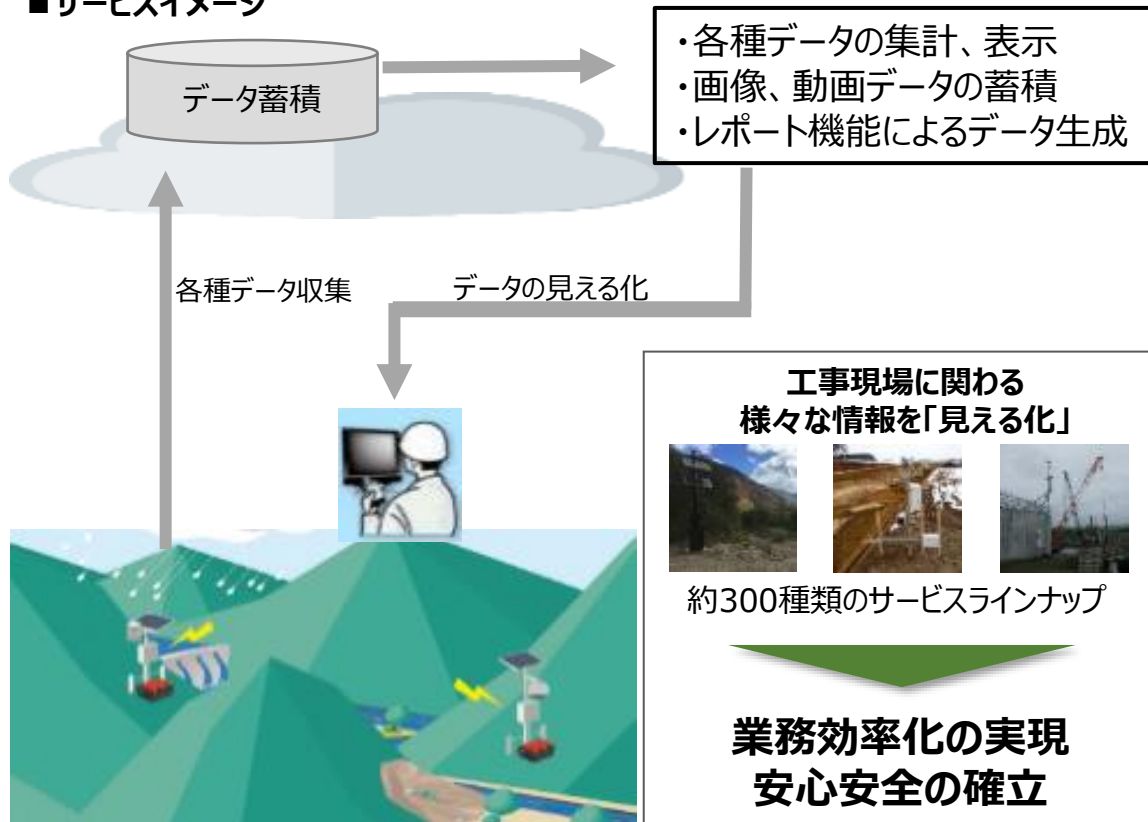 ■サービスイメージ
データ蓄積
・各種データの集計、表示
・画像、動画データの蓄積
・レポート機能によるデータ生成
各種データ収集
データの見える化
工事現場に関わる
様々な情報を「見える化」
約300種類のサービスラインナップ
業務効率化の実現
安心安全の確立